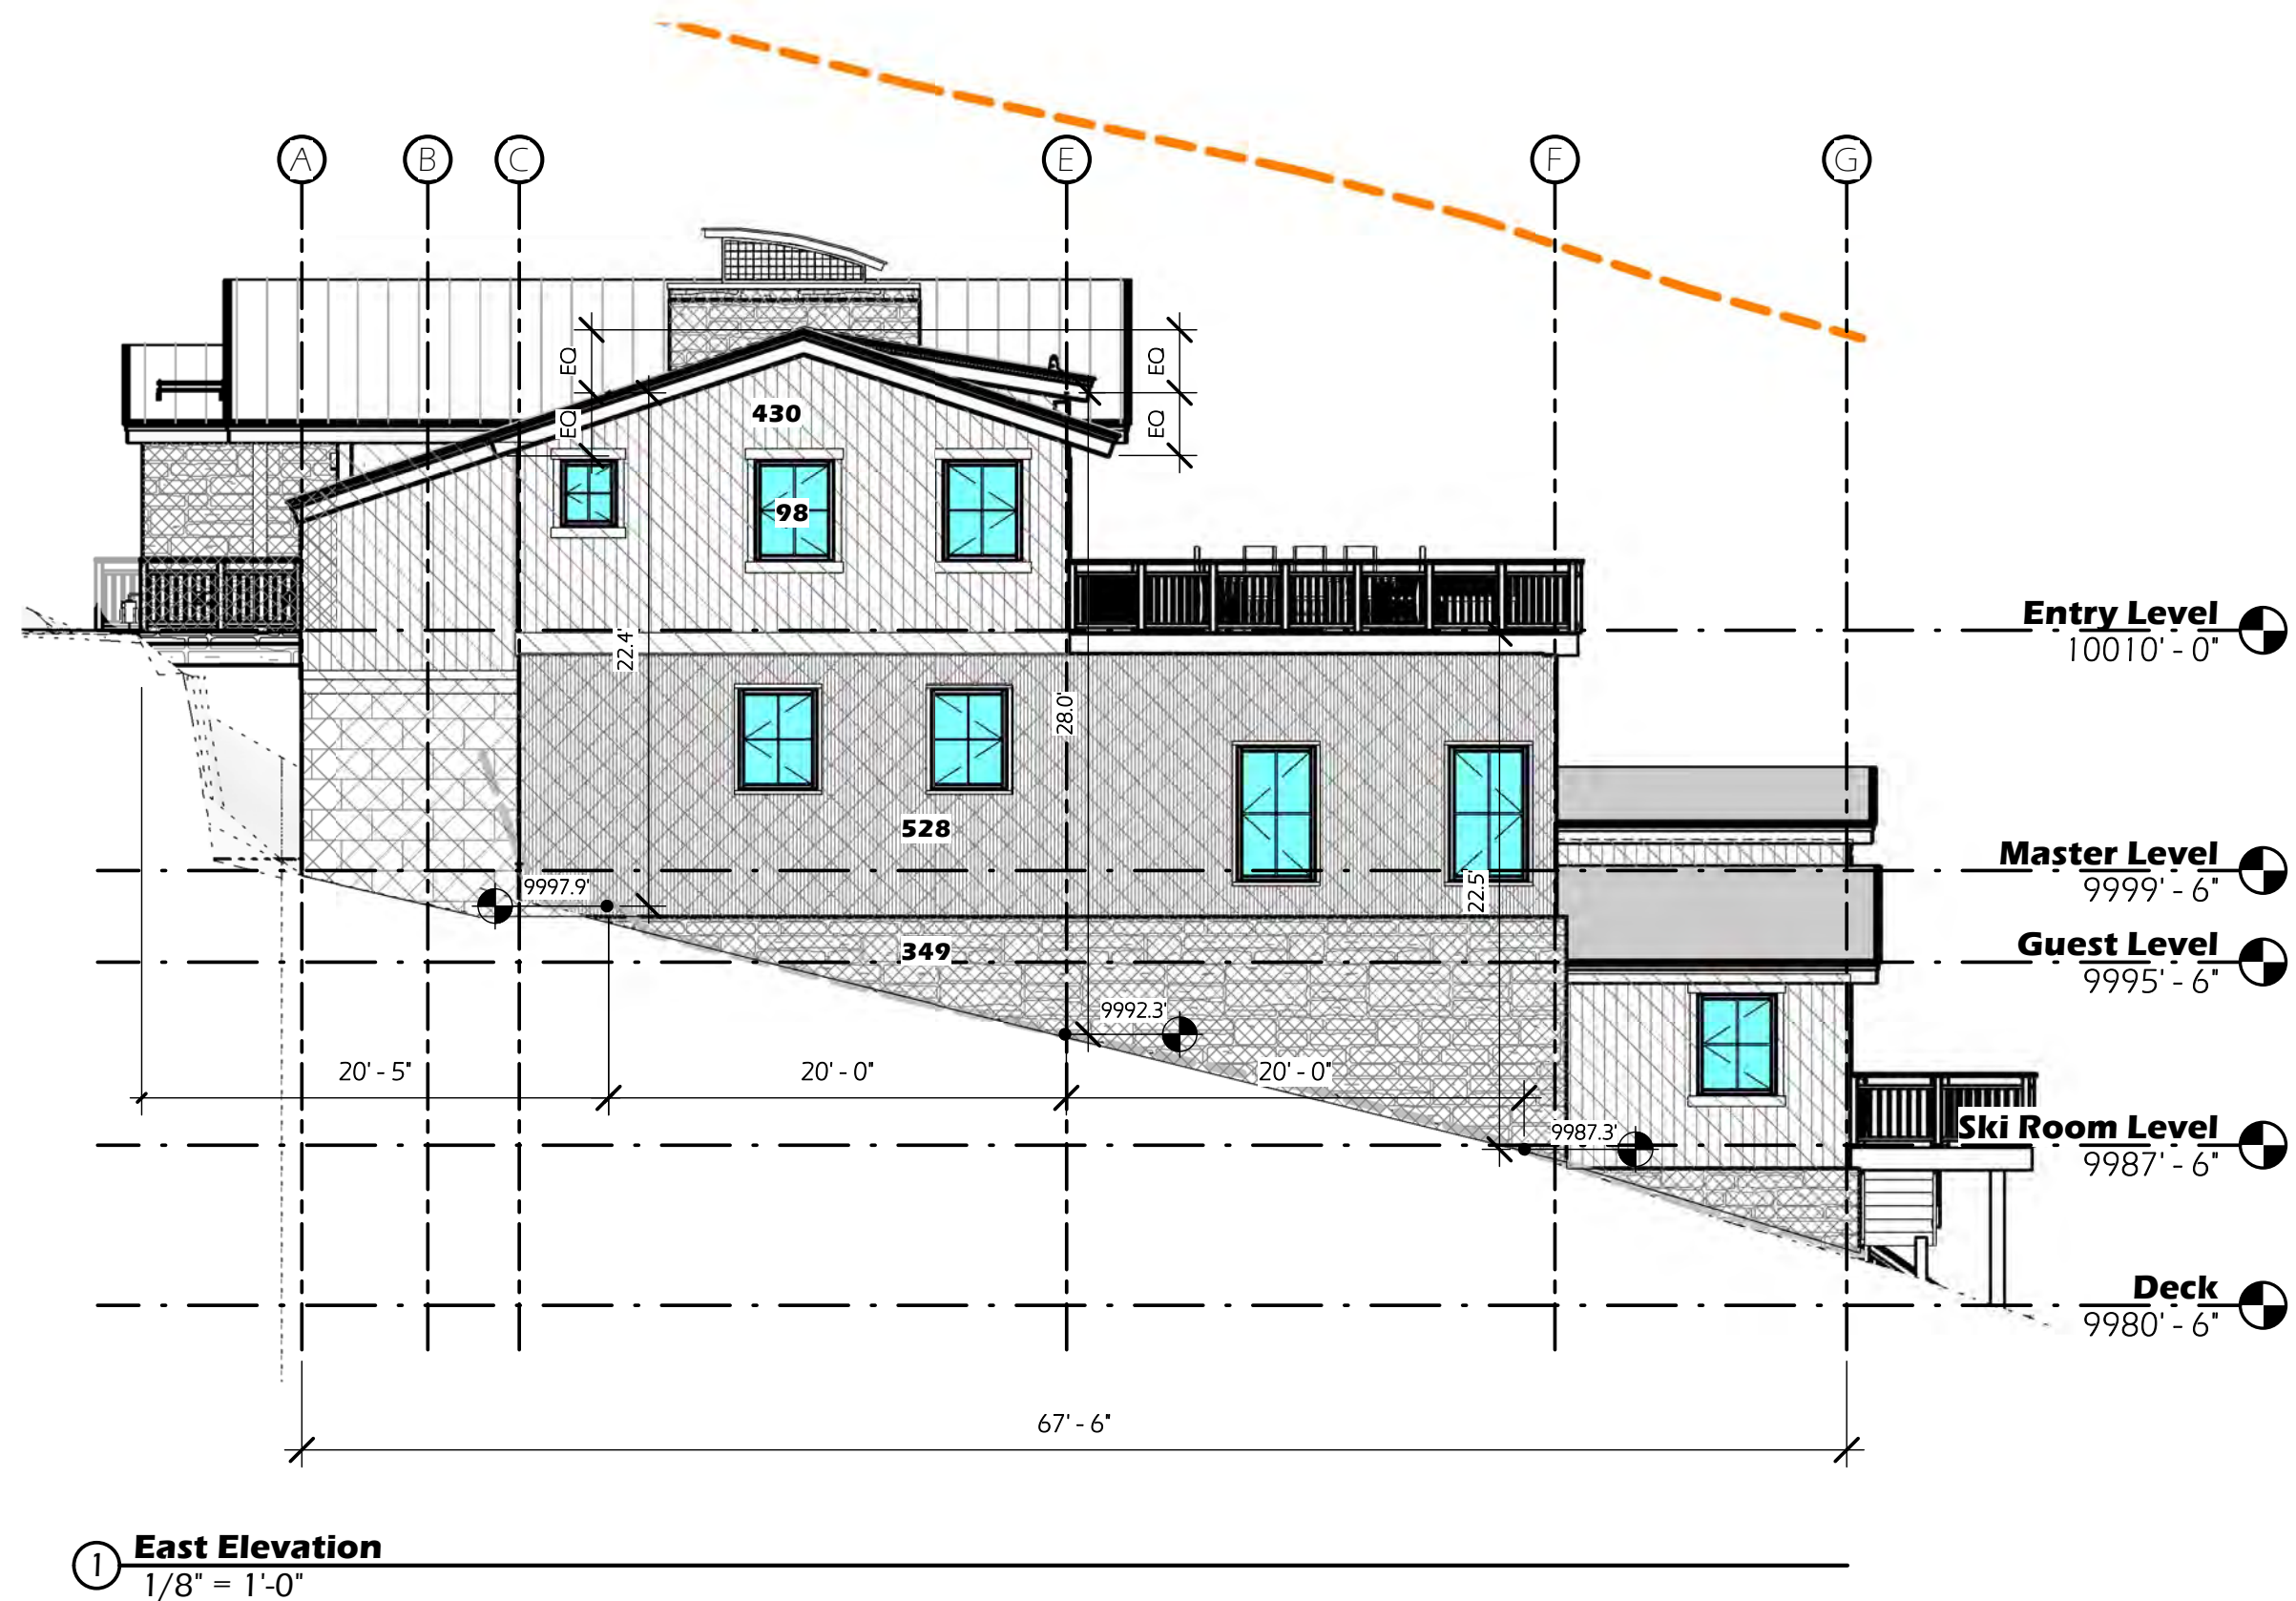 A B C E F G
EQ EQ
430
EQ EQ
98
Entry Level
10010' - 0"
22.4'
28.0'
528
Master Level
9999' - 6"
9997.9'
22.5'
349
Guest Level
9995' - 6"
9992.3'
20' - 5" 20' - 0" 20' - 0"
9987.3'
Ski Room Level
9987' - 6"
Deck
9980' - 6"
67' - 6"
1 East Elevation
1/8" = 1'-0"